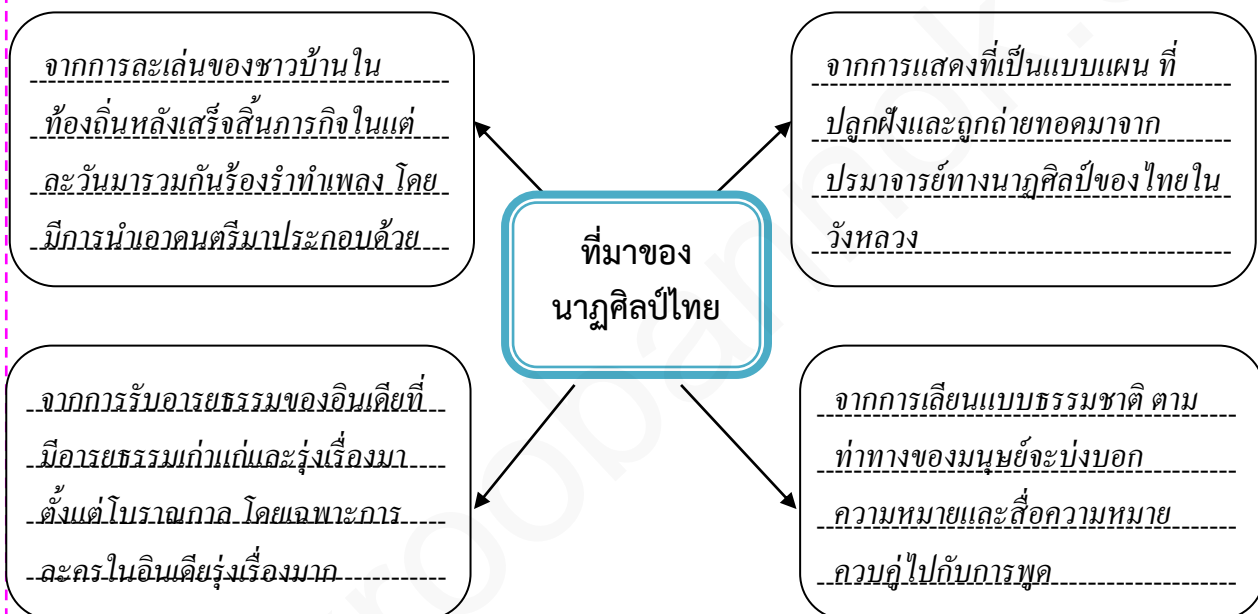 จากการละเล่นของชาวบ้านใน
ท้องถิ่นหลังเสร็จสิ้นภารกิจในแต่
ละวันมารวมกันร้องรำทำเพลง โดย
มีการนำเอาดนตรีมาประกอบด้วย
จากการแสดงที่เป็นแบบแผน ที่
ปลูกฝังและถูกถ่ายทอดมาจาก
ปรมาจารย์ทางนาฏศิลป์ของไทยใน
วังหลวง
ที่มาของ
นาฏศิลป์ไทย
จากการรับอารยธรรมของอินเดียที่
มีอารยธรรมเก่าแก่และรุ่งเรื่องมา
ตั้งแต่โบราณกาล โดยเฉพาะการ
ละครในอินเดียรุ่งเรื่องมาก
จากการเลียนแบบธรรมชาติ ตาม
ท่าทางของมนุษย์จะบ่งบอก
ความหมายและสื่อความหมาย
ควบคู่ไปกับการพูด